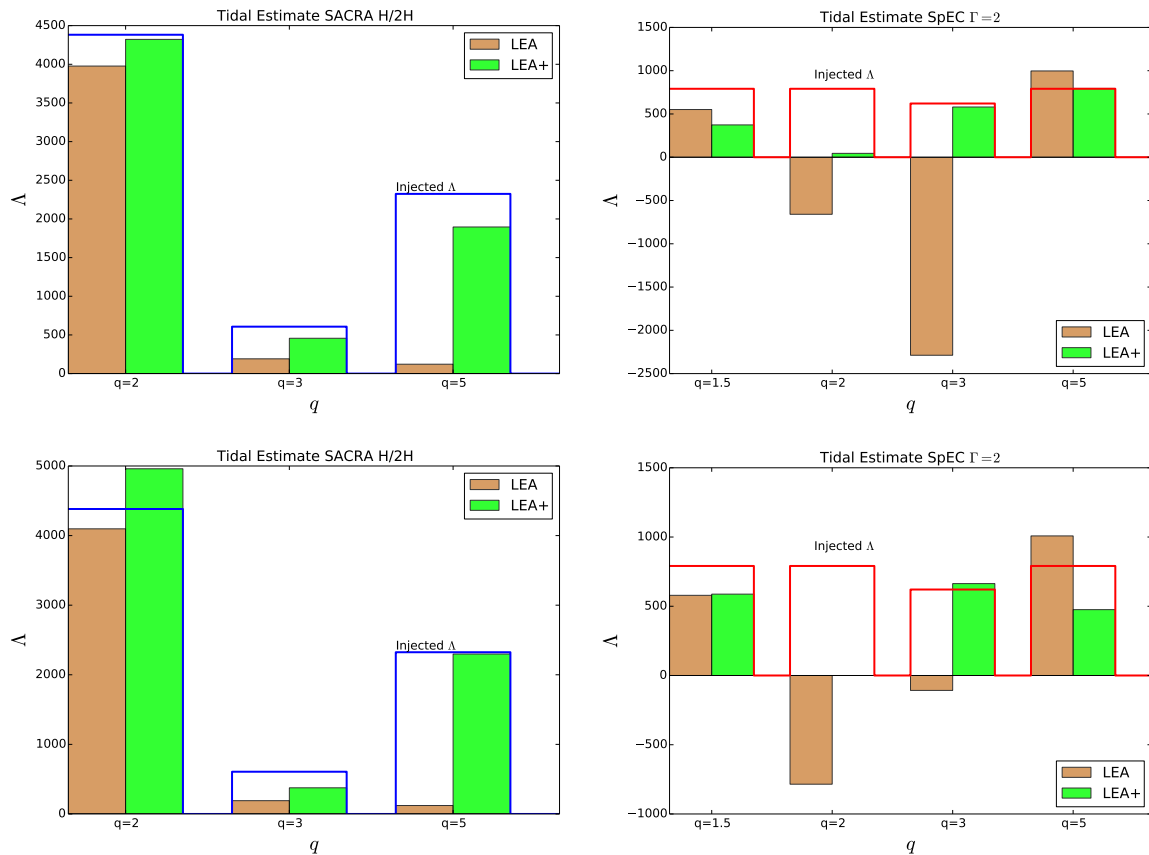 Tidal Estimate SACRA H/2H
4500
4000
3500
3000
2500
2000
1500
1000
500
0
Λ
Injected Λ
LEA
LEA+
q=2
q=3
q=5
q
Tidal Estimate SpEC Γ=2
1500
1000
500
0
−500
−1000
−1500
−2000
−2500
Λ
Injected Λ
LEA
LEA+
q=1.5
q=2
q=3
q=5
q
Tidal Estimate SACRA H/2H
5000
4000
3000
2000
1000
0
Λ
Injected Λ
LEA
LEA+
q=2
q=3
q=5
q
Tidal Estimate SpEC Γ=2
1500
1000
500
0
−500
−1000
Λ
Injected Λ
LEA
LEA+
q=1.5
q=2
q=3
q=5
q